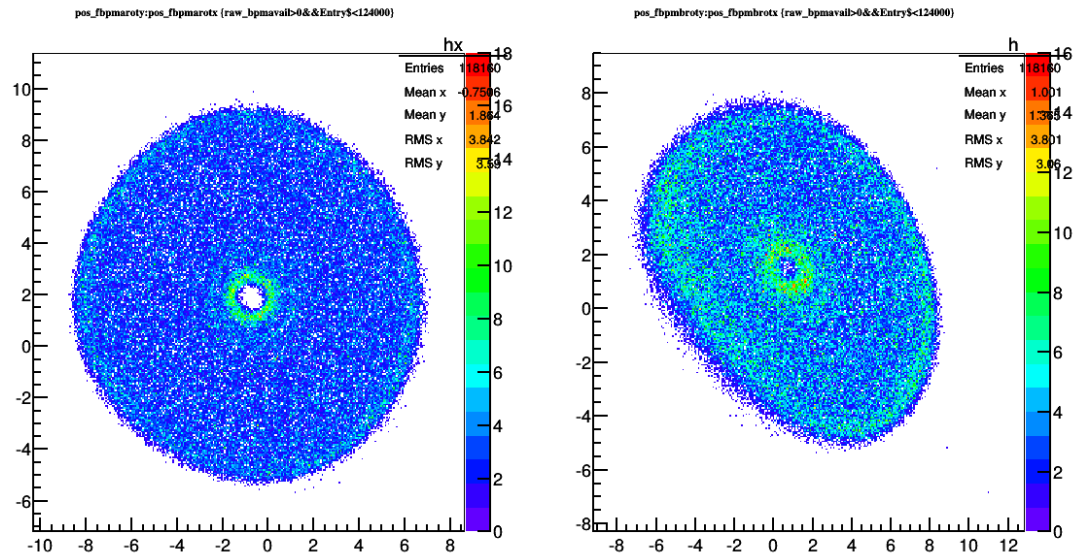 pos_fbpmaroty:pos_fbpmarotx {raw_bpmavail>0&&Entry$<124000}
hx
Entries 118160
Mean x -0.7506
Mean y 1.864
RMS x 3.842
RMS y 3.59
18
16
14
12
10
8
6
4
2
0
10
8
6
4
2
0
-2
-4
-6
-10 -8 -6 -4 -2 0 2 4 6 8
pos_fbpmbroty:pos_fbpmbrotx {raw_bpmavail>0&&Entry$<124000}
h
Entries 118160
Mean x 1.001
Mean y 1.365
RMS x 3.801
RMS y 3.06
16
14
12
10
8
6
4
2
0
8
6
4
2
0
-2
-4
-6
-8
-8 -6 -4 -2 0 2 4 6 8 10 12